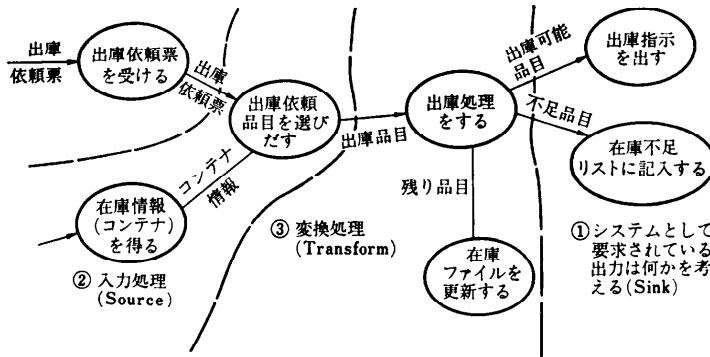 出庫
依頼票
出庫依頼票
を受ける
出庫
依頼票
出庫依頼
品目を選び
だす
コンテナ
情報
在庫情報
(コンテナ)
を得る
② 入力処理
(Source)
出庫品目
③ 変換処理
(Transform)
出庫処理
をする
残り品目
在庫
ファイルを
更新する
出庫可能
品目
出庫指示
を出す
不足品目
在庫不足
リストに記入する
① システムとして
要求されている
出力は何かを考
える(Sink)